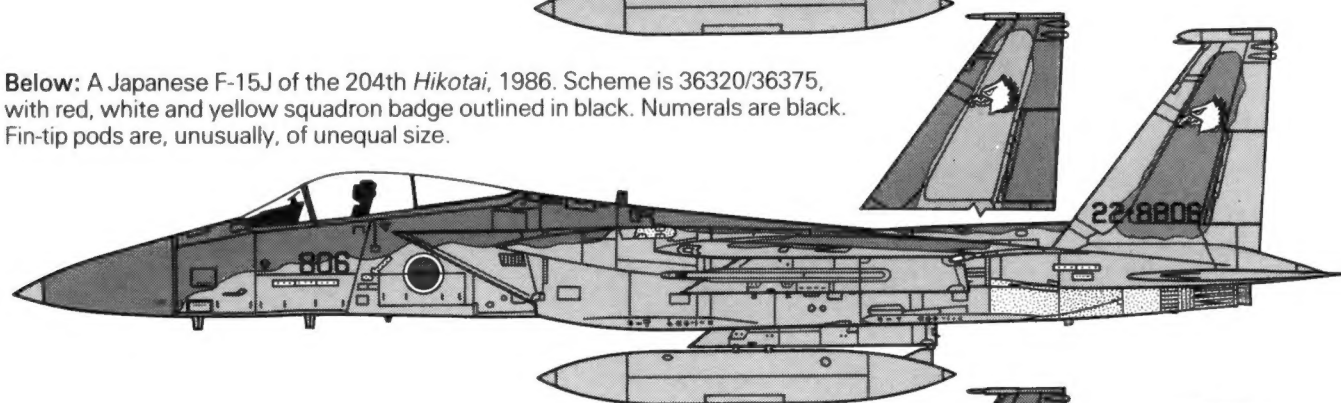 Below: A Japanese F-15J of the 204th Hikotai, 1986. Scheme is 36320/36375,
with red, white and yellow squadron badge outlined in black. Numerals are black.
Fin-tip pods are, unusually, of unequal size.
22-8806
806